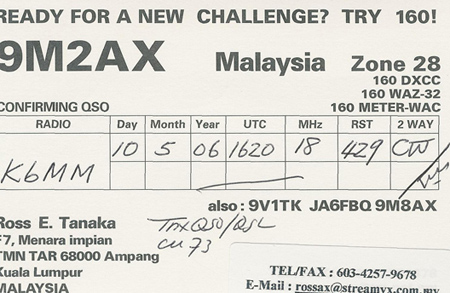 READY FOR A NEW CHALLENGE? TRY 160!
9M2AX Malaysia Zone 28
160 DXCC
160 WAZ-32
CONFIRMING QSO 160 METER-WAC
RADIO Day Month Year UTC MHz RST 2 WAY
K6MM 10 5 06 1620 18 429 CW
also: 9V1TK JA6FBQ 9M8AX
Ross E. Tanaka TNX QSO/QSL
F7, Menara impian CU 73
TMN TAR 68000 Ampang
Kuala Lumpur TEL/FAX : 603-4257-9678
MALAYSIA E-Mail : rossax@streamyx.com.my